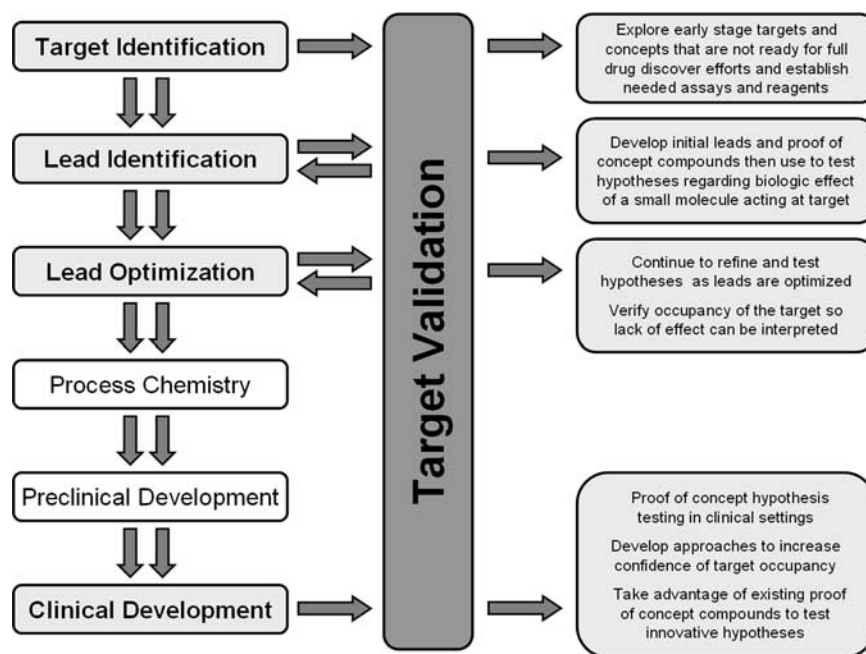 Target Identification
Lead Identification
Lead Optimization
Process Chemistry
Preclinical Development
Clinical Development
Target Validation
Explore early stage targets and
concepts that are not ready for full
drug discover efforts and establish
needed assays and reagents
Develop initial leads and proof of
concept compounds then use to test
hypotheses regarding biologic effect
of a small molecule acting at target
Continue to refine and test
hypotheses as leads are optimized
Verify occupancy of the target so
lack of effect can be interpreted
Proof of concept hypothesis
testing in clinical settings
Develop approaches to increase
confidence of target occupancy
Take advantage of existing proof
of concept compounds to test
innovative hypotheses